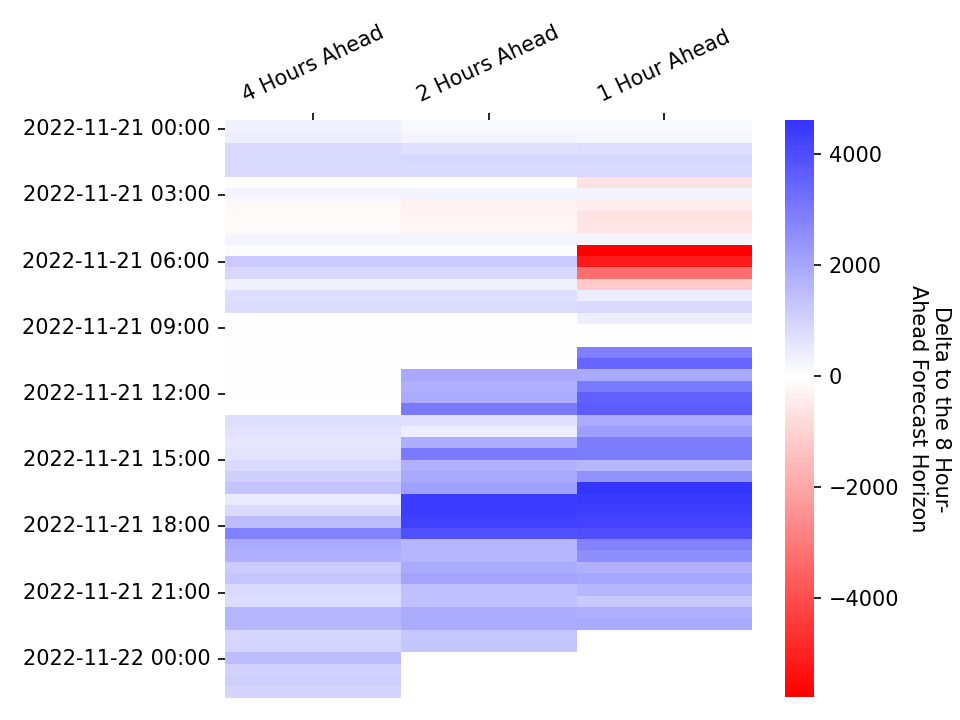 4 Hours Ahead
2 Hours Ahead
1 Hour Ahead
2022-11-21 00:00
2022-11-21 03:00
2022-11-21 06:00
2022-11-21 09:00
2022-11-21 12:00
2022-11-21 15:00
2022-11-21 18:00
2022-11-21 21:00
2022-11-22 00:00
4000
2000
0
−2000
−4000
Delta to the 8 Hour-
Ahead Forecast Horizon